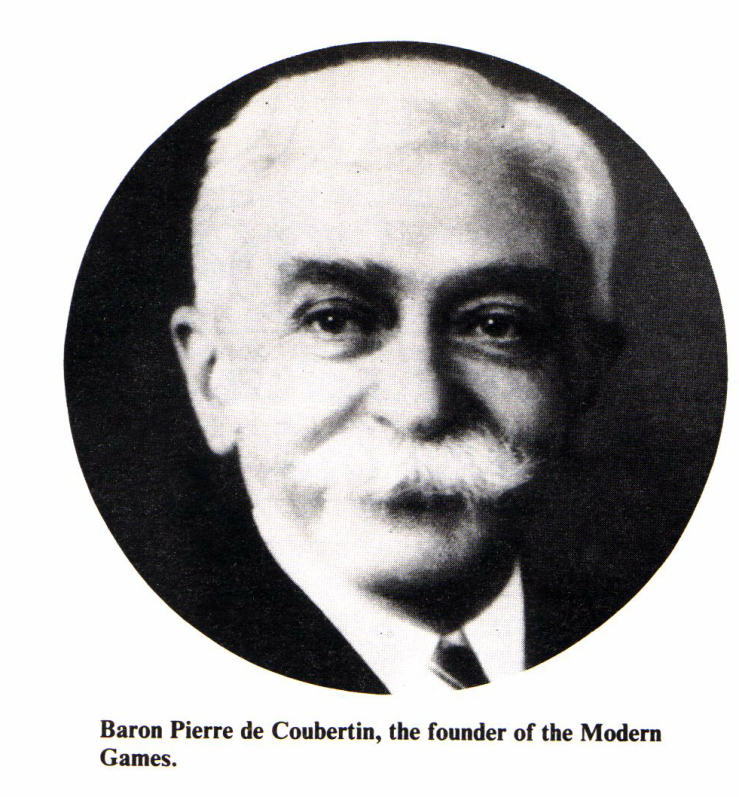 Baron Pierre de Coubertin, the founder of the Modern
Games.